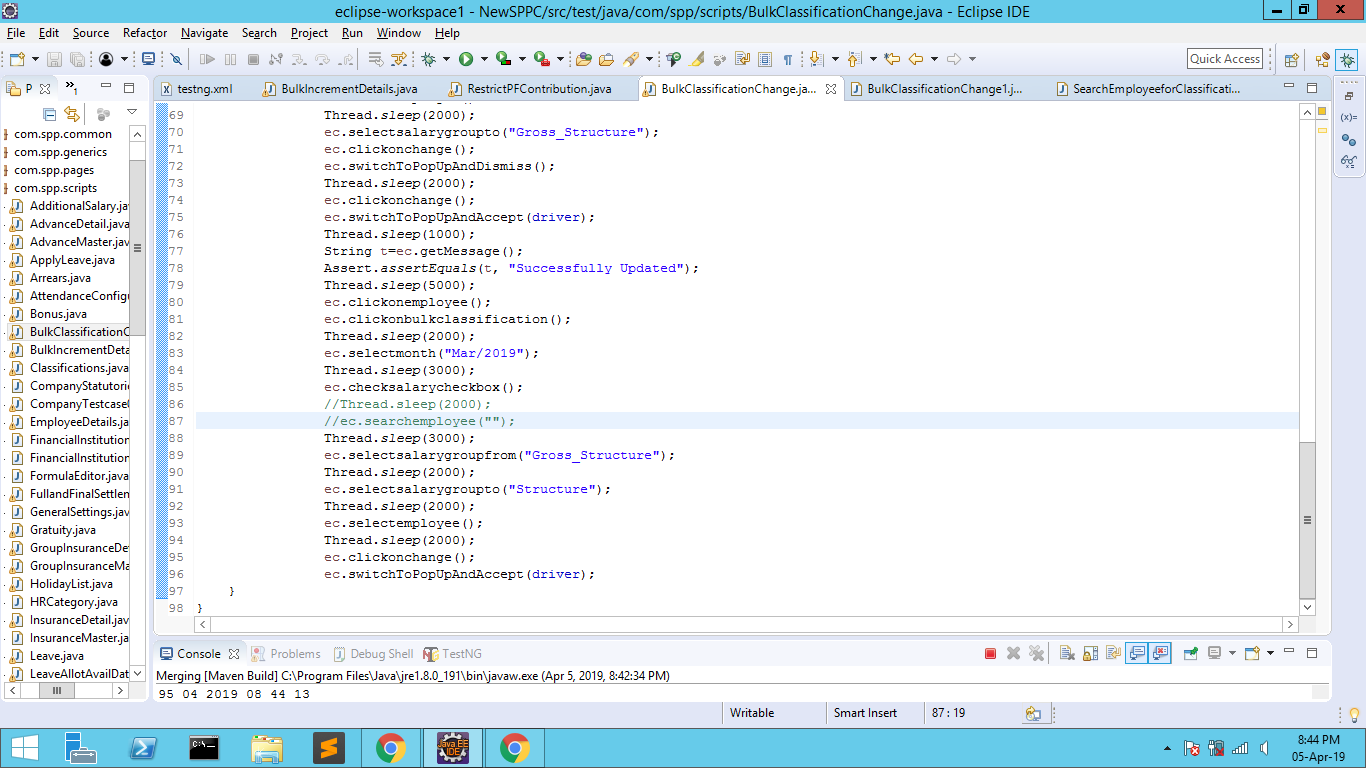 eclipse-workspace1 - NewSPPC/src/test/java/com/spp/scripts/BulkClassificationChange.java - Eclipse IDE
File Edit Source Refactor Navigate Search Project Run Window Help
Quick Access
P
testng.xml BulkIncrementDetails.java RestrictPFContribution.java BulkClassificationChange.ja... BulkClassificationChange1.j... SearchEmployeeforClassificati...
com.spp.common
com.spp.generics
com.spp.pages
com.spp.scripts
AdditionalSalary.jav
AdvanceDetail.java
AdvanceMaster.jav
ApplyLeave.java
Arrears.java
AttendanceConfigu
Bonus.java
BulkClassificationC
BulkIncrementDeta
Classifications.java
CompanyStatutorie
CompanyTestcase
EmployeeDetails.ja
FinancialInstitution
FinancialInstitution
FormulaEditor.java
FullandFinalSettlen
GeneralSettings.jav
Gratuity.java
GroupInsuranceDe
GroupInsuranceMa
HolidayList.java
HRCategory.java
InsuranceDetail.jav
InsuranceMaster.ja
Leave.java
LeaveAllotAvailDat
69 Thread.sleep(2000);
70 ec.selectsalarygroupto("Gross_Structure");
71 ec.clickonchange();
72 ec.switchToPopUpAndDismiss();
73 Thread.sleep(2000);
74 ec.clickonchange();
75 ec.switchToPopUpAndAccept(driver);
76 Thread.sleep(1000);
77 String t=ec.getMessage();
78 Assert.assertEquals(t, "Successfully Updated");
79 Thread.sleep(5000);
80 ec.clickonemployee();
81 ec.clickonbulkclassification();
82 Thread.sleep(2000);
83 ec.selectmonth("Mar/2019");
84 Thread.sleep(3000);
85 ec.checksalarycheckbox();
86 //Thread.sleep(2000);
87 //ec.searchemployee("");
88 Thread.sleep(3000);
89 ec.selectsalarygroupfrom("Gross_Structure");
90 Thread.sleep(2000);
91 ec.selectsalarygroupto("Structure");
92 Thread.sleep(2000);
93 ec.selectemployee();
94 Thread.sleep(2000);
95 ec.clickonchange();
96 ec.switchToPopUpAndAccept(driver);
97 }
98 }
Console Problems Debug Shell TestNG
Merging [Maven Build] C:\Program Files\Java\jre1.8.0_191\bin\javaw.exe (Apr 5, 2019, 8:42:34 PM)
95 04 2019 08 44 13
Writable Smart Insert 87 : 19
Java EE
IDE
8:44 PM
05-Apr-19